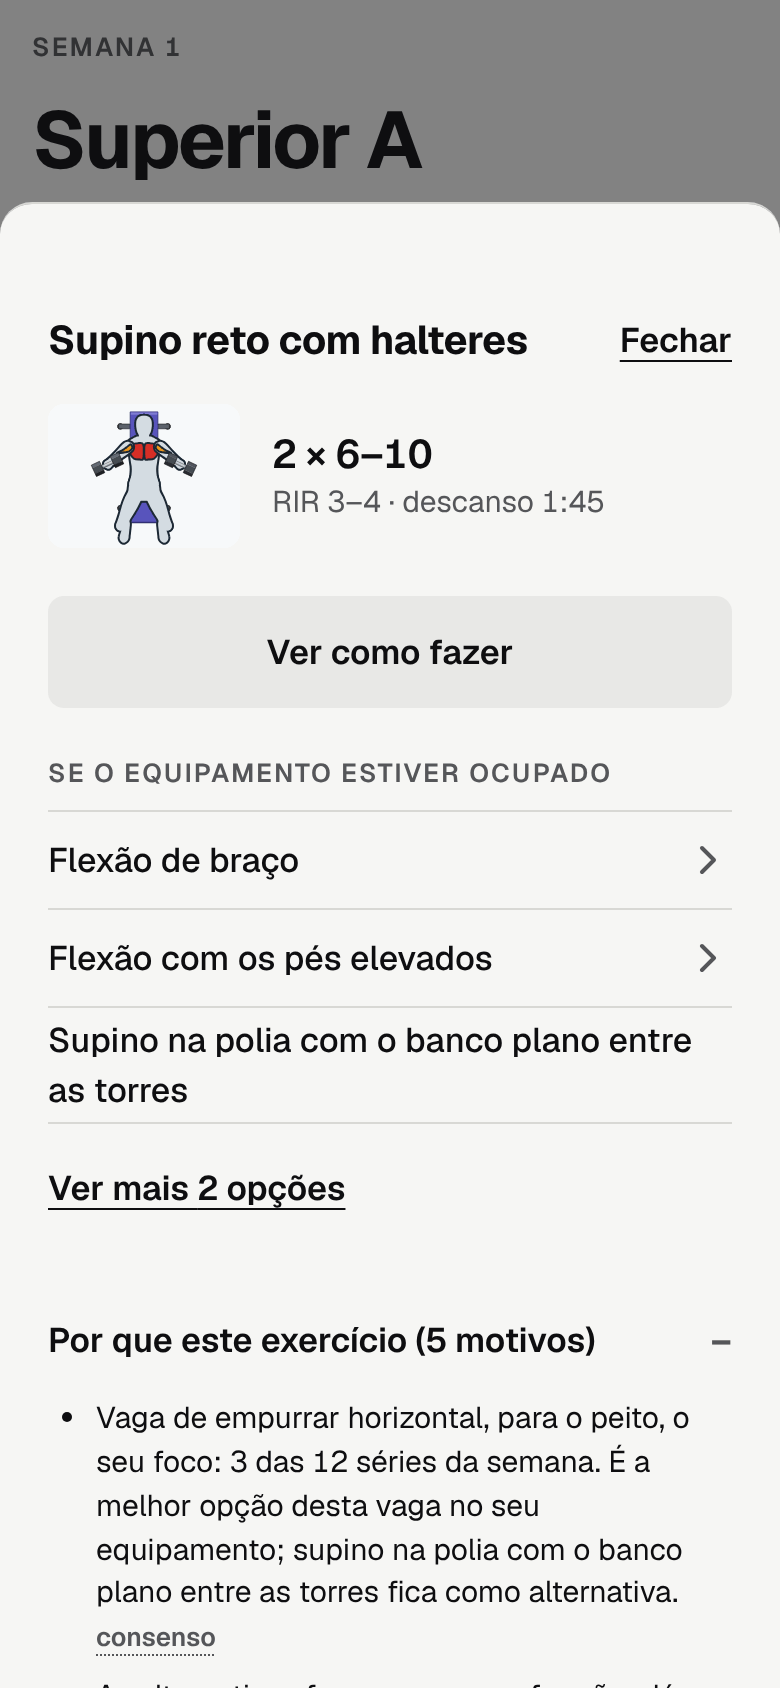 SEMANA 1
Superior A
Supino reto com halteres
Fechar
2 × 6–10
RIR 3–4 · descanso 1:45
Ver como fazer
SE O EQUIPAMENTO ESTIVER OCUPADO
Flexão de braço
Flexão com os pés elevados
Supino na polia com o banco plano entre
as torres
Ver mais 2 opções
Por que este exercício (5 motivos)
Vaga de empurrar horizontal, para o peito, o
seu foco: 3 das 12 séries da semana. É a
melhor opção desta vaga no seu
equipamento; supino na polia com o banco
plano entre as torres fica como alternativa.
consenso